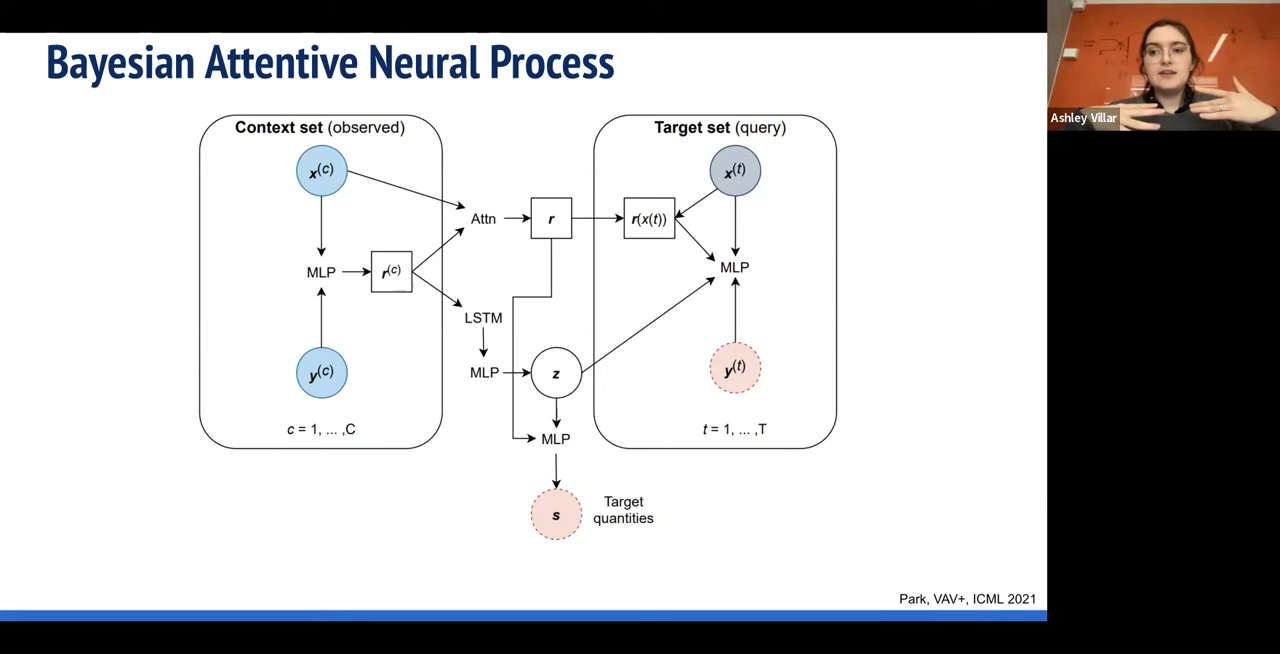 Bayesian Attentive Neural Process
Ashley Villar
Context set (observed)
Target set (query)
x(c)
x(t)
Attn
r
r(x(t))
MLP
r(c)
MLP
LSTM
MLP
z
y(c)
y(t)
c = 1, ... ,C
t = 1, ... ,T
MLP
s
Target
quantities
Park, VAV+, ICML 2021